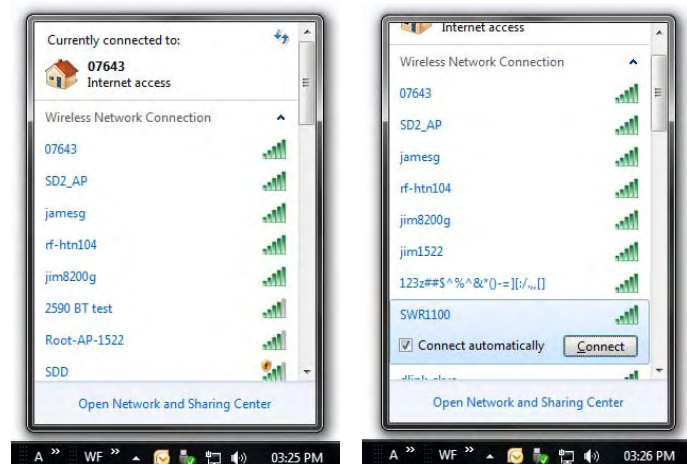 Currently connected to:
07643
Internet access
Wireless Network Connection
07643
SD2_AP
jamesg
rf-htn104
jim8200g
2590 BT test
Root-AP-1522
SDD
Open Network and Sharing Center
A » WF » 03:25 PM
Internet access
Wireless Network Connection
07643
SD2_AP
jamesg
rf-htn104
jim8200g
jim1522
SWR1100
Connect automatically Connect
Open Network and Sharing Center
A » WF » 03:26 PM